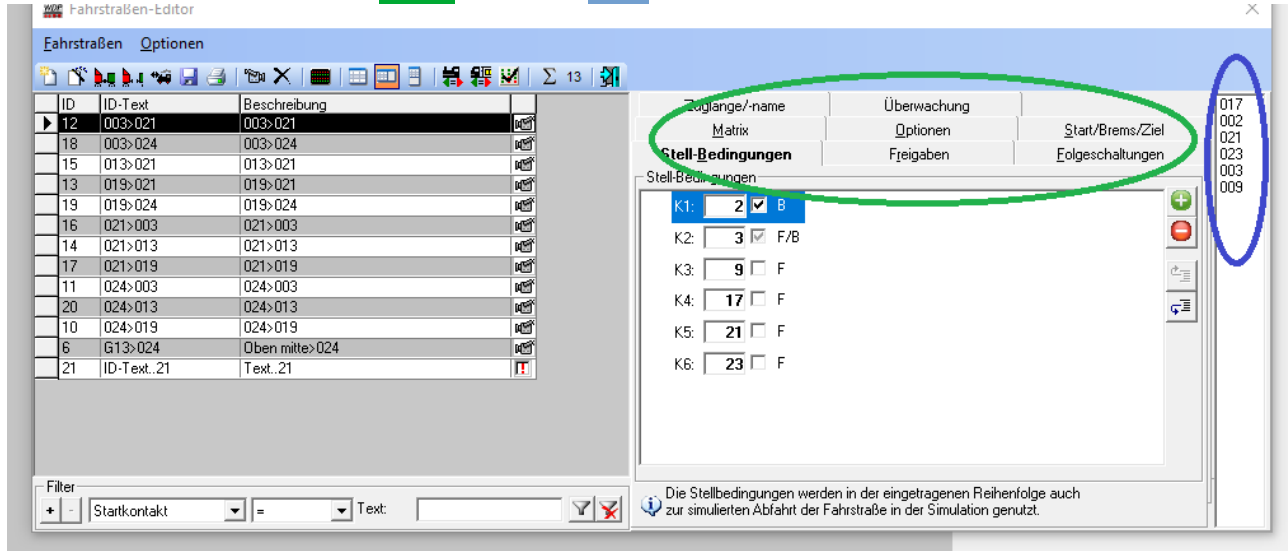 Fahrstraßen-Editor
Fahrstraßen Optionen
Σ 13
ID ID-Text Beschreibung
12 003>021 003>021
18 003>024 003>024
15 013>021 013>021
13 019>021 019>021
19 019>024 019>024
16 021>003 021>003
14 021>013 021>013
17 021>019 021>019
11 024>003 024>003
20 024>013 024>013
10 024>019 024>019
6 G13>024 Oben mitte>024
21 ID-Text..21 Text..21
Filter
+ - Startkontakt = Text:
Zuglänge/-name Überwachung
Matrix Optionen Start/Brems/Ziel
Stell-Bedingungen Freigaben Folgeschaltungen
Stell-Bedingungen
K1: 2 B
K2: 3 F/B
K3: 9 F
K4: 17 F
K5: 21 F
K6: 23 F
Die Stellbedingungen werden in der eingetragenen Reihenfolge auch
zur simulierten Abfahrt der Fahrstraße in der Simulation genutzt.
017
002
021
023
003
009